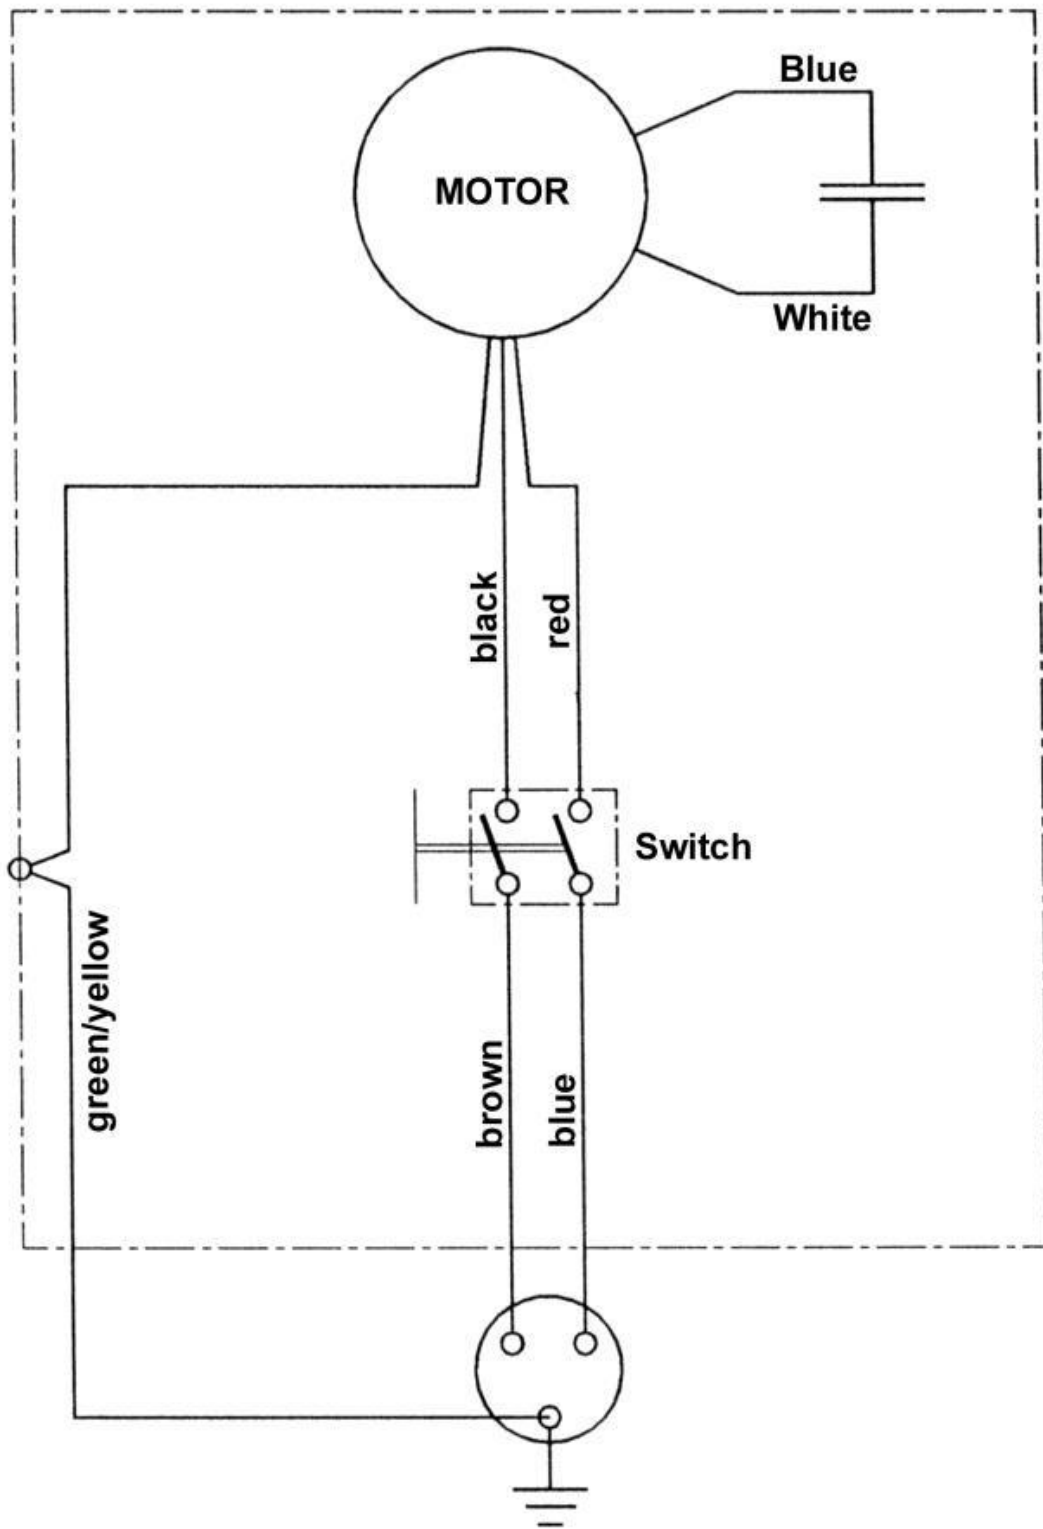 Blue
MOTOR
White
black
red
Switch
green/yellow
brown
blue